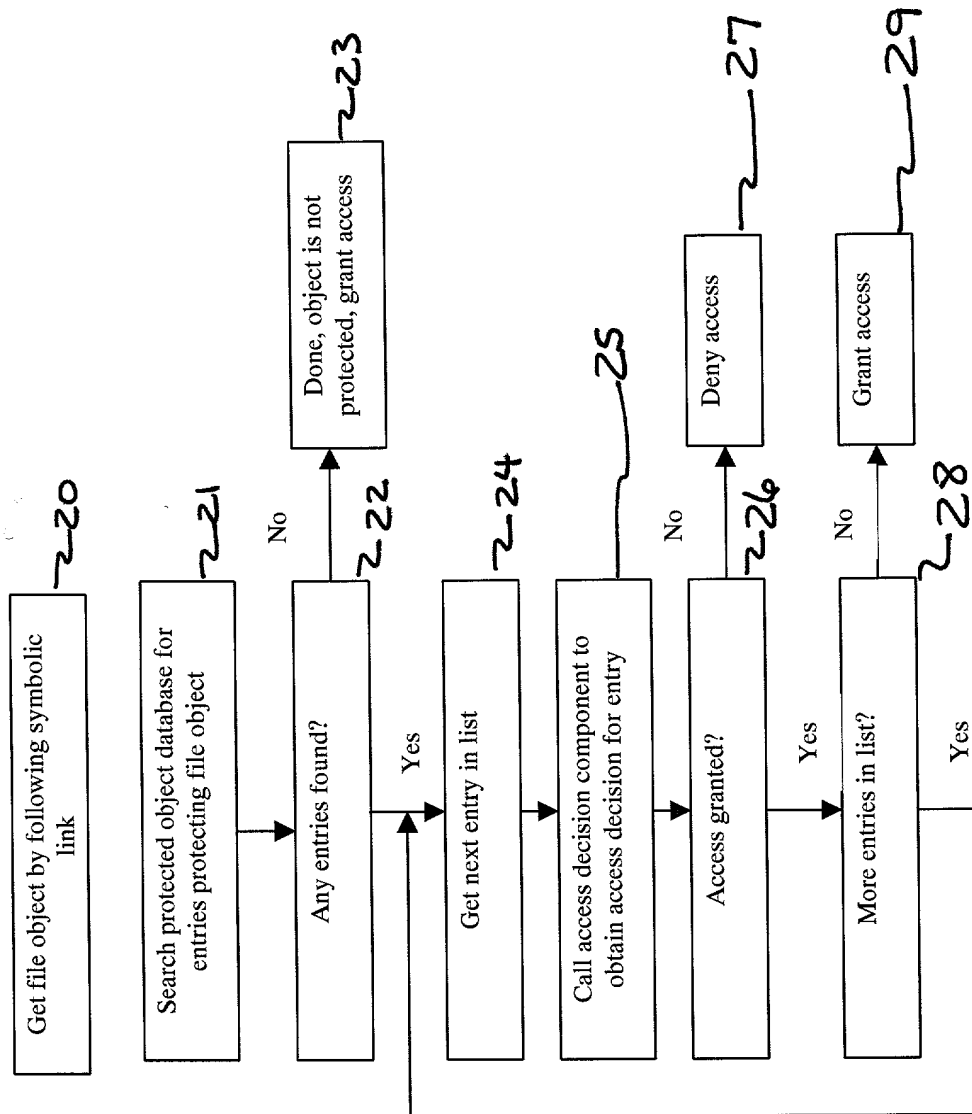 Get file object by following symbolic
link
20
Search protected object database for
entries protecting file object
21
Any entries found?
22
No
Done, object is not
protected, grant access
23
Yes
Get next entry in list
24
Call access decision component to
obtain access decision for entry
25
Access granted?
26
No
Deny access
27
Yes
More entries in list?
28
No
Grant access
29
Yes